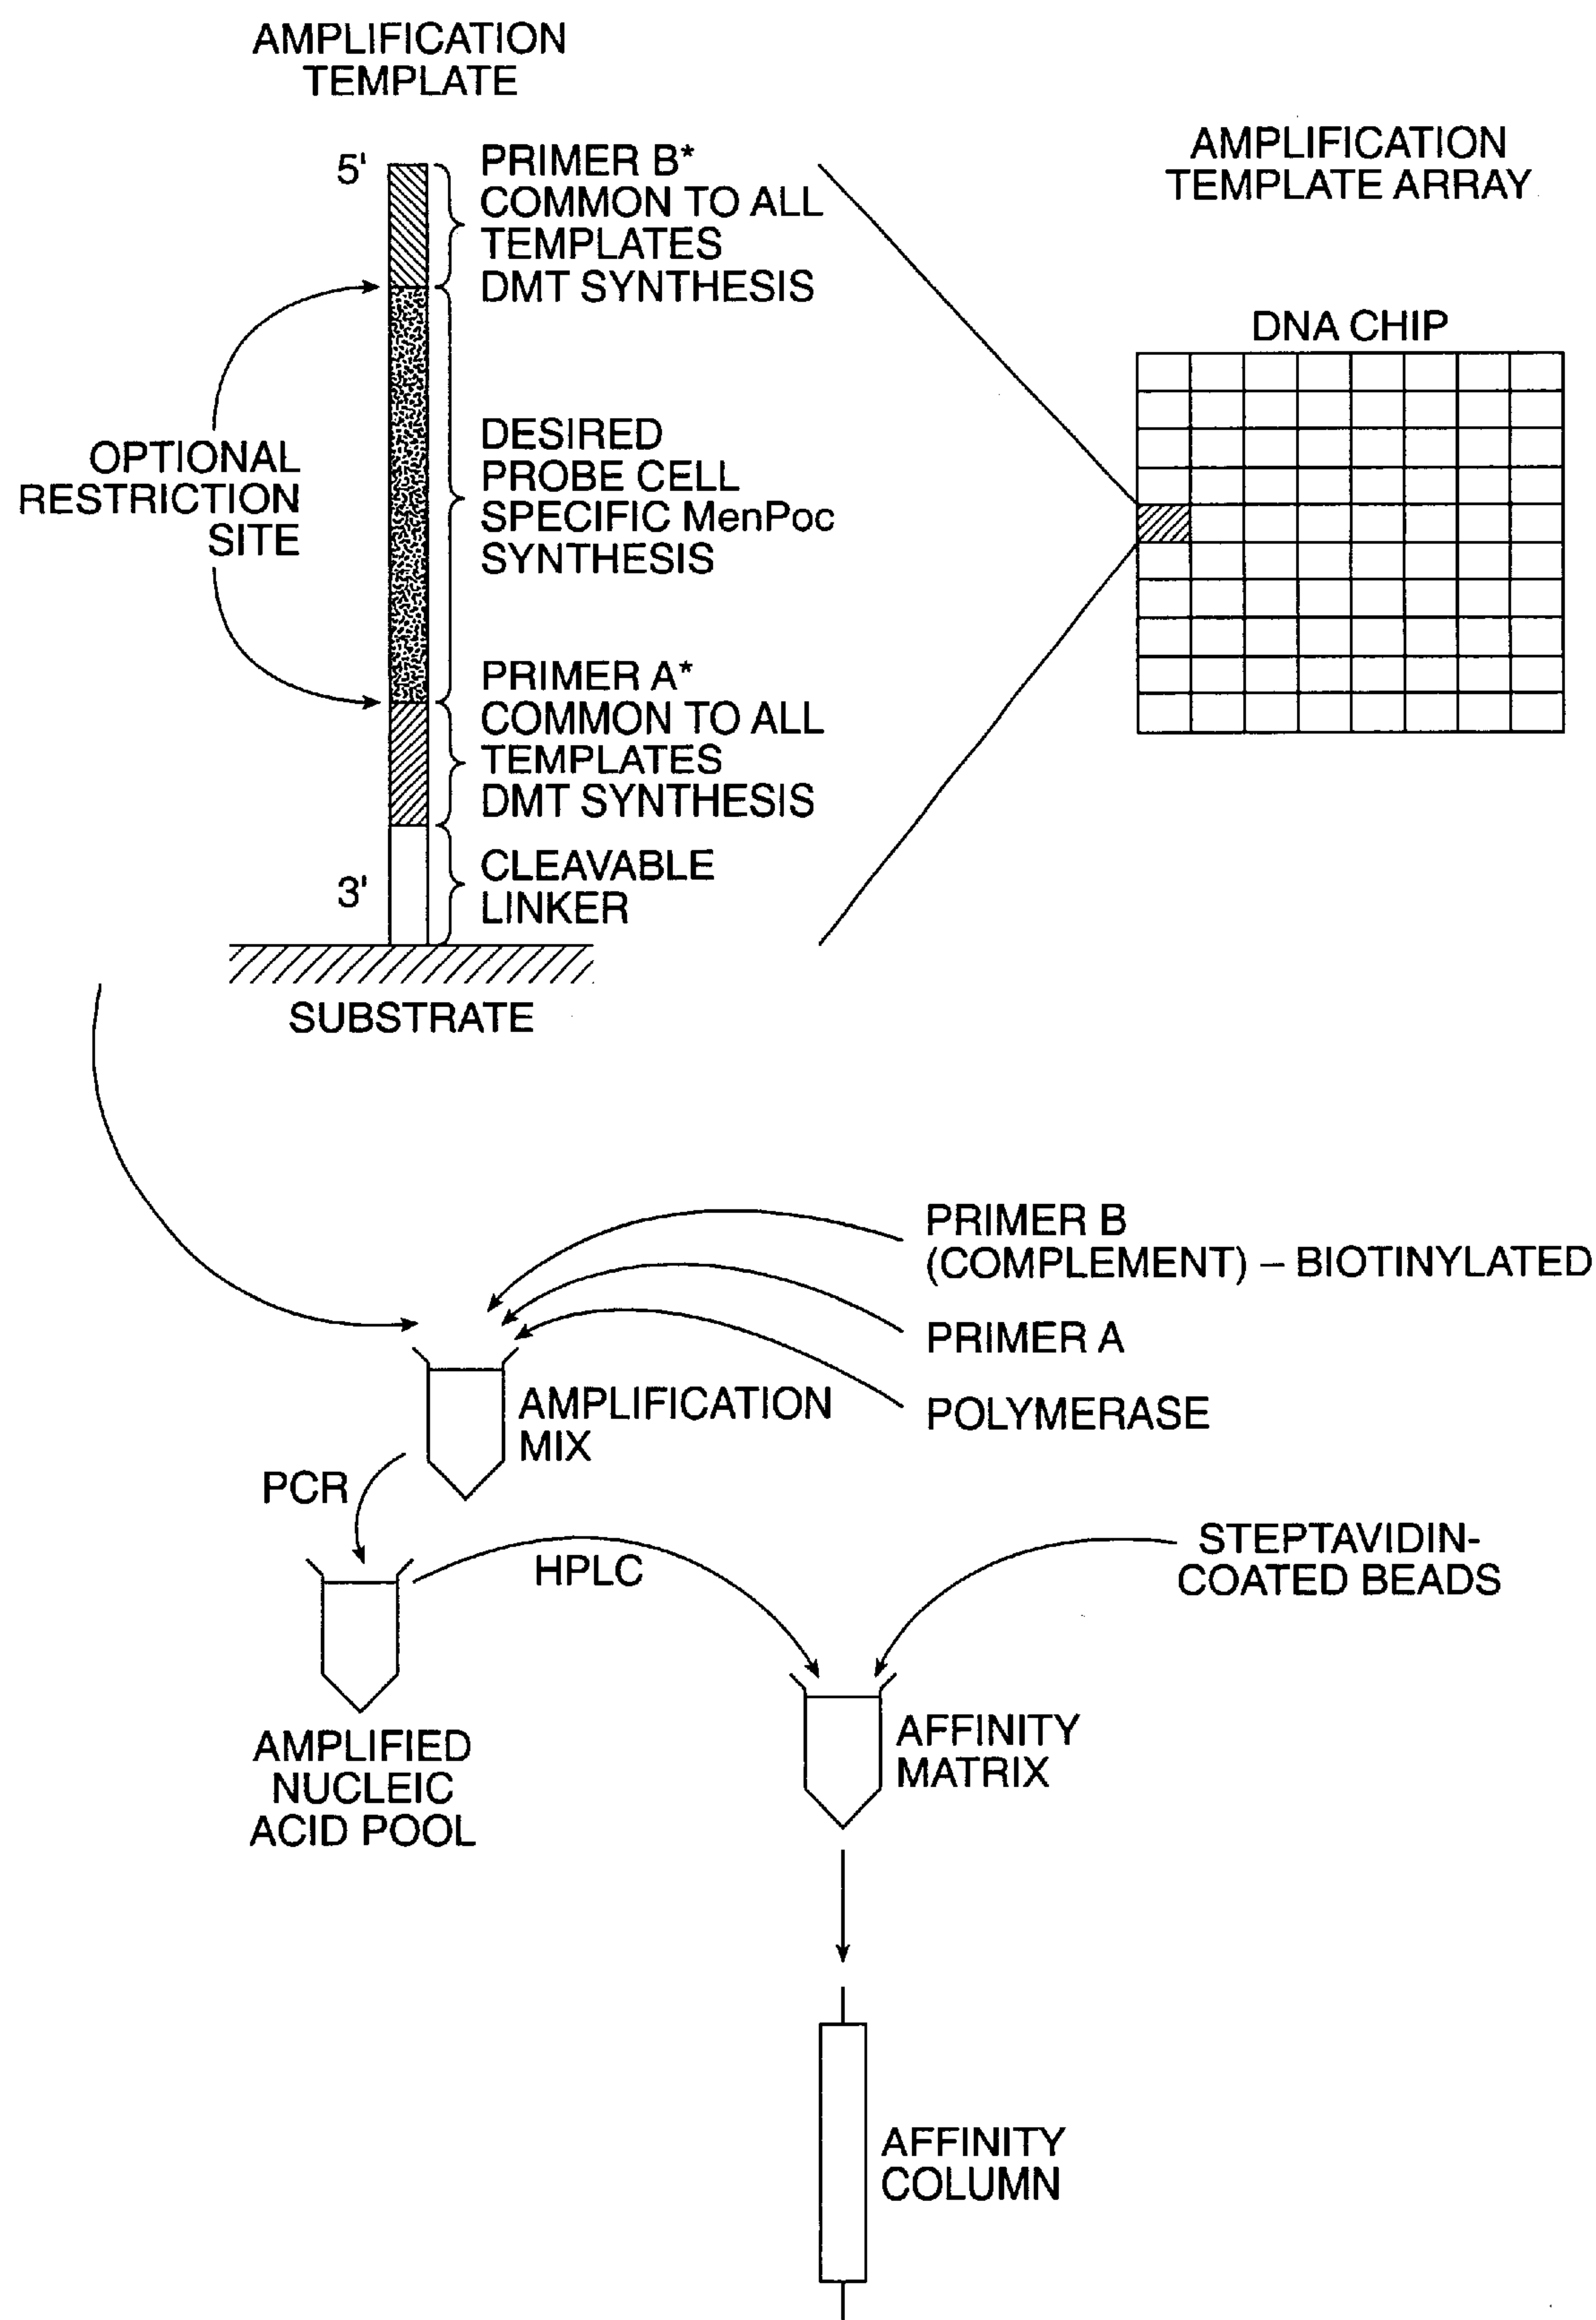 AMPLIFICATION
TEMPLATE
5'
PRIMER B*
COMMON TO ALL
TEMPLATES
DMT SYNTHESIS
OPTIONAL
RESTRICTION
SITE
DESIRED
PROBE CELL
SPECIFIC MenPoc
SYNTHESIS
PRIMER A*
COMMON TO ALL
TEMPLATES
DMT SYNTHESIS
3'
CLEAVABLE
LINKER
SUBSTRATE
AMPLIFICATION
TEMPLATE ARRAY
DNA CHIP
PRIMER B
(COMPLEMENT) – BIOTINYLATED
PRIMER A
POLYMERASE
AMPLIFICATION
MIX
PCR
HPLC
STEPTAVIDIN-
COATED BEADS
AMPLIFIED
NUCLEIC
ACID POOL
AFFINITY
MATRIX
AFFINITY
COLUMN